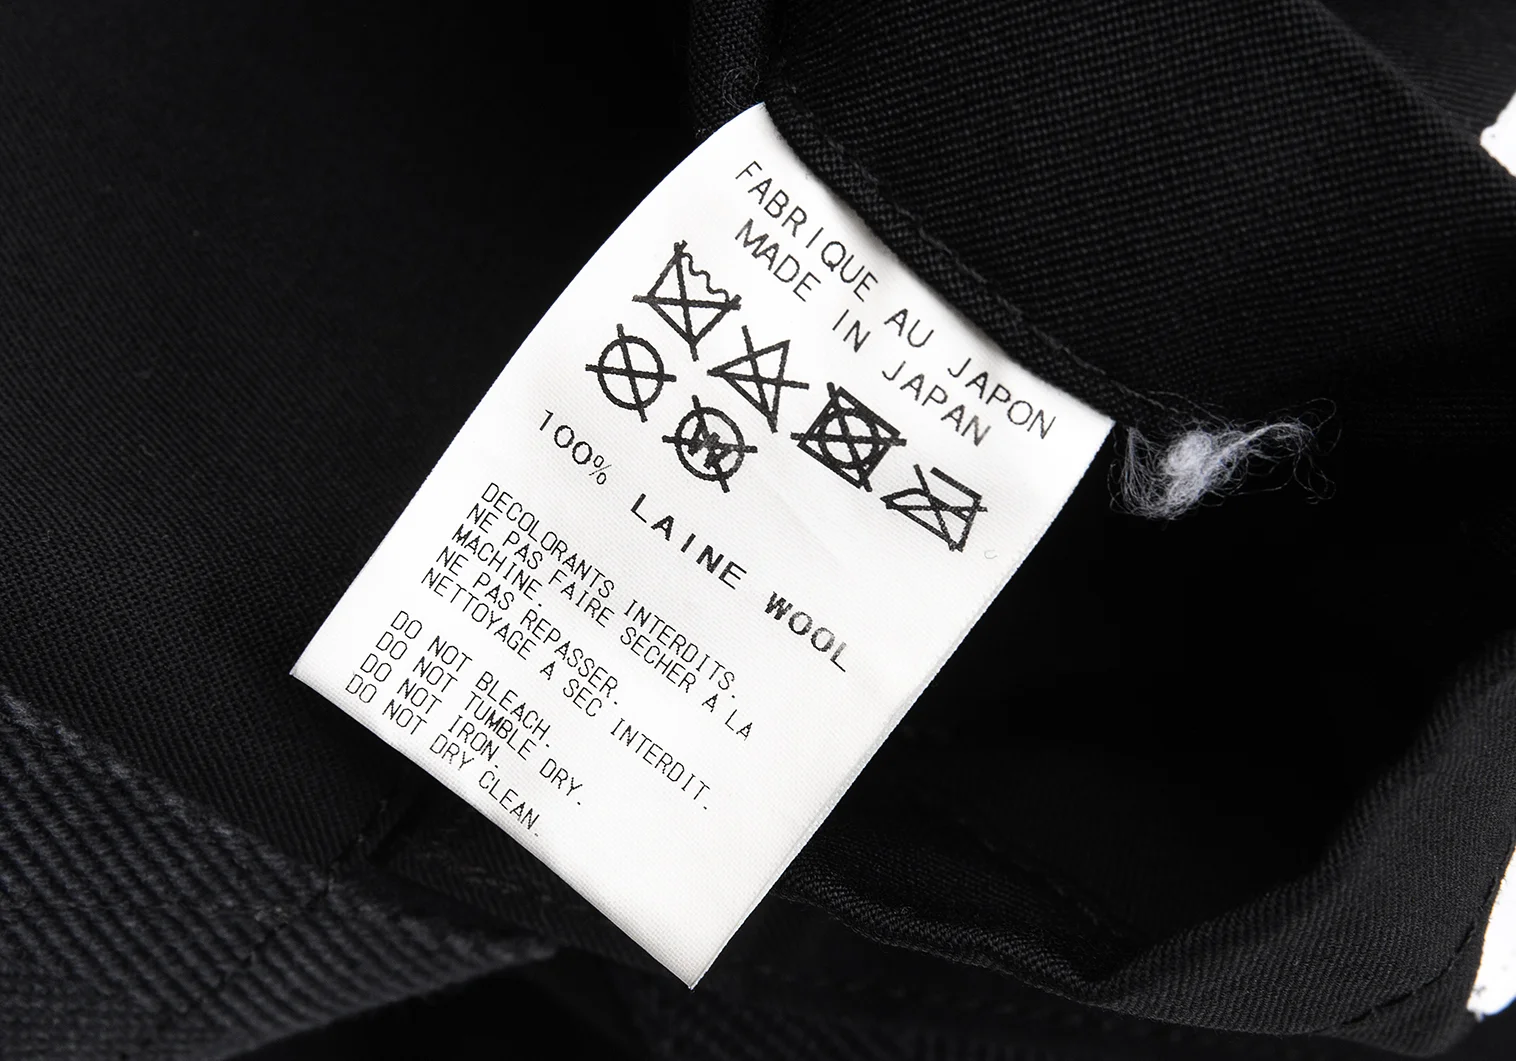 FABRIQUE AU JAPON
MADE IN JAPAN
W
100% LAINE WOOL
DECOLORANTS INTERDITS.
NE PAS FAIRE SECHER A LA
MACHINE.
NE PAS REPASSER.
NETTOYAGE A SEC INTERDIT.
DO NOT BLEACH.
DO NOT TUMBLE DRY.
DO NOT IRON.
DO NOT DRY CLEAN.